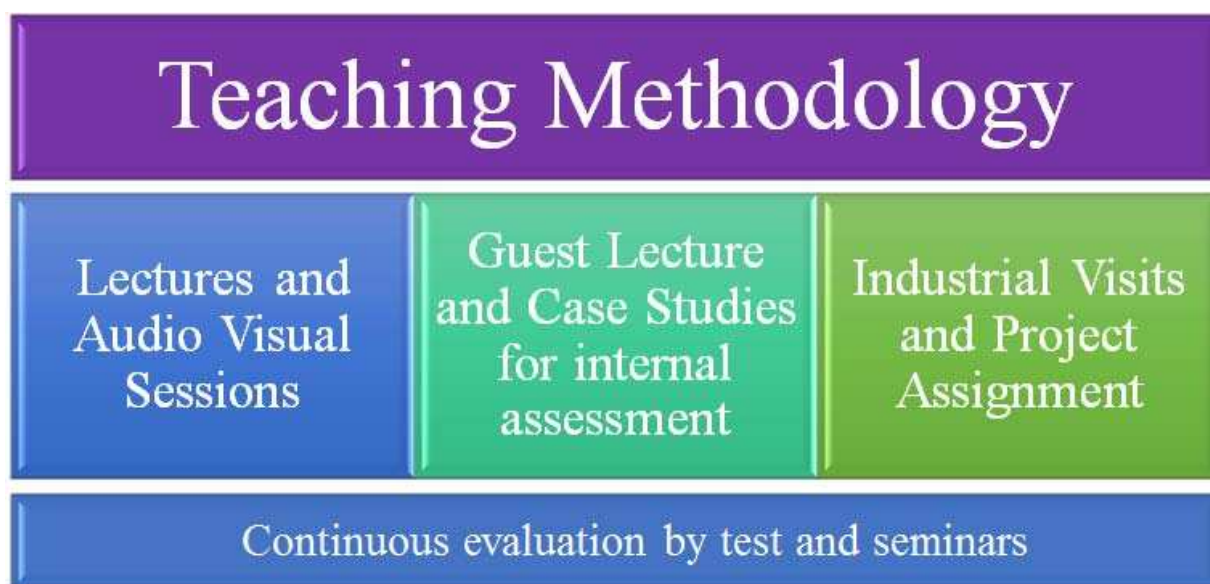 Teaching Methodology
Lectures and
Audio Visual
Sessions
Guest Lecture
and Case Studies
for internal
assessment
Industrial Visits
and Project
Assignment
Continuous evaluation by test and seminars